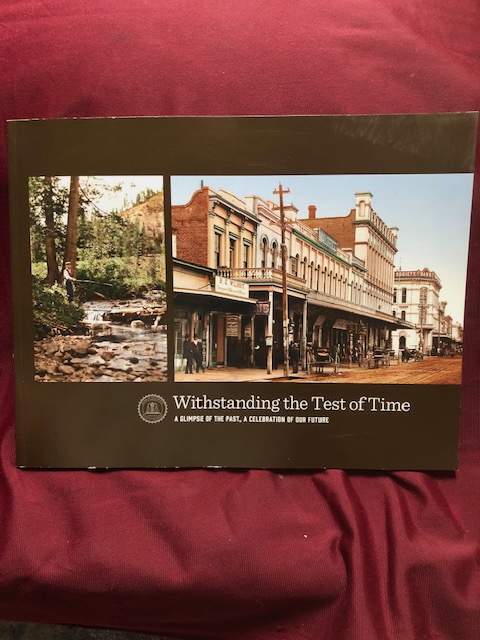 Withstanding the Test of Time
A GLIMPSE OF THE PAST, A CELEBRATION OF OUR FUTURE